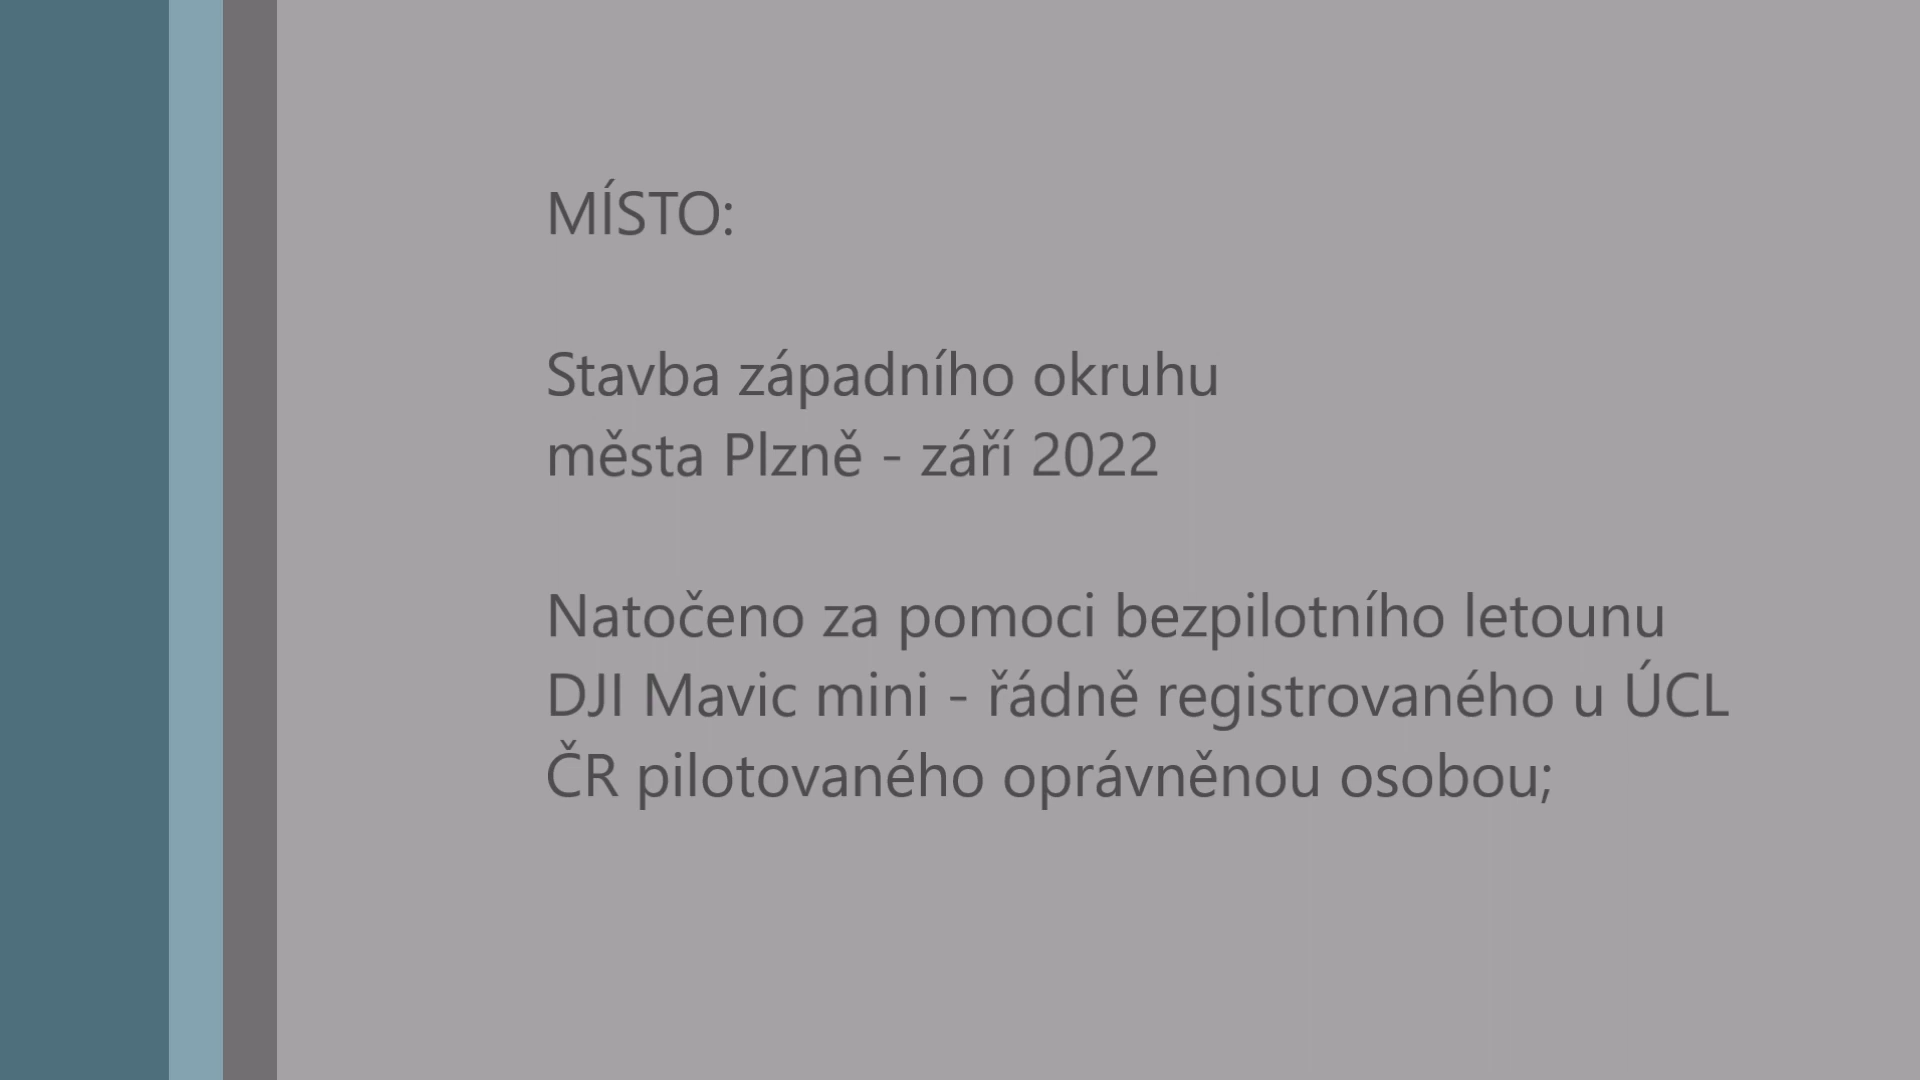 MÍSTO:
Stavba západního okruhu
města Plzně - září 2022
Natočeno za pomoci bezpilotního letounu
DJI Mavic mini - řádně registrovaného u ÚCL
ČR pilotovaného oprávněnou osobou;